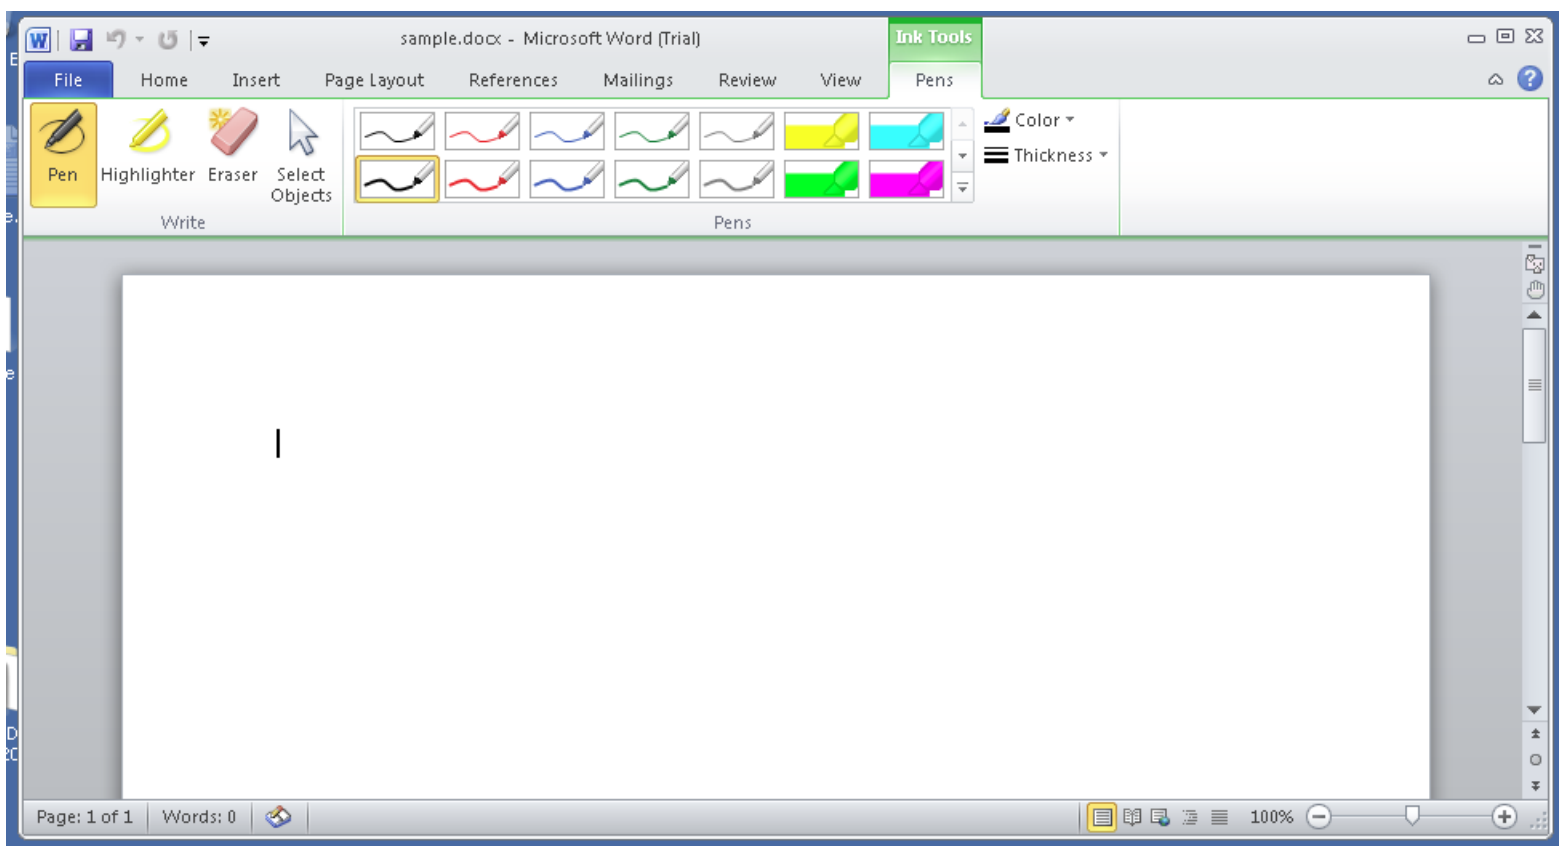 sample.docx - Microsoft Word (Trial)
Ink Tools
File Home Insert Page Layout References Mailings Review View Pens
Pen
Highlighter
Eraser
Select
Objects
Color
Thickness
Write
Pens
Page: 1 of 1
Words: 0
100%